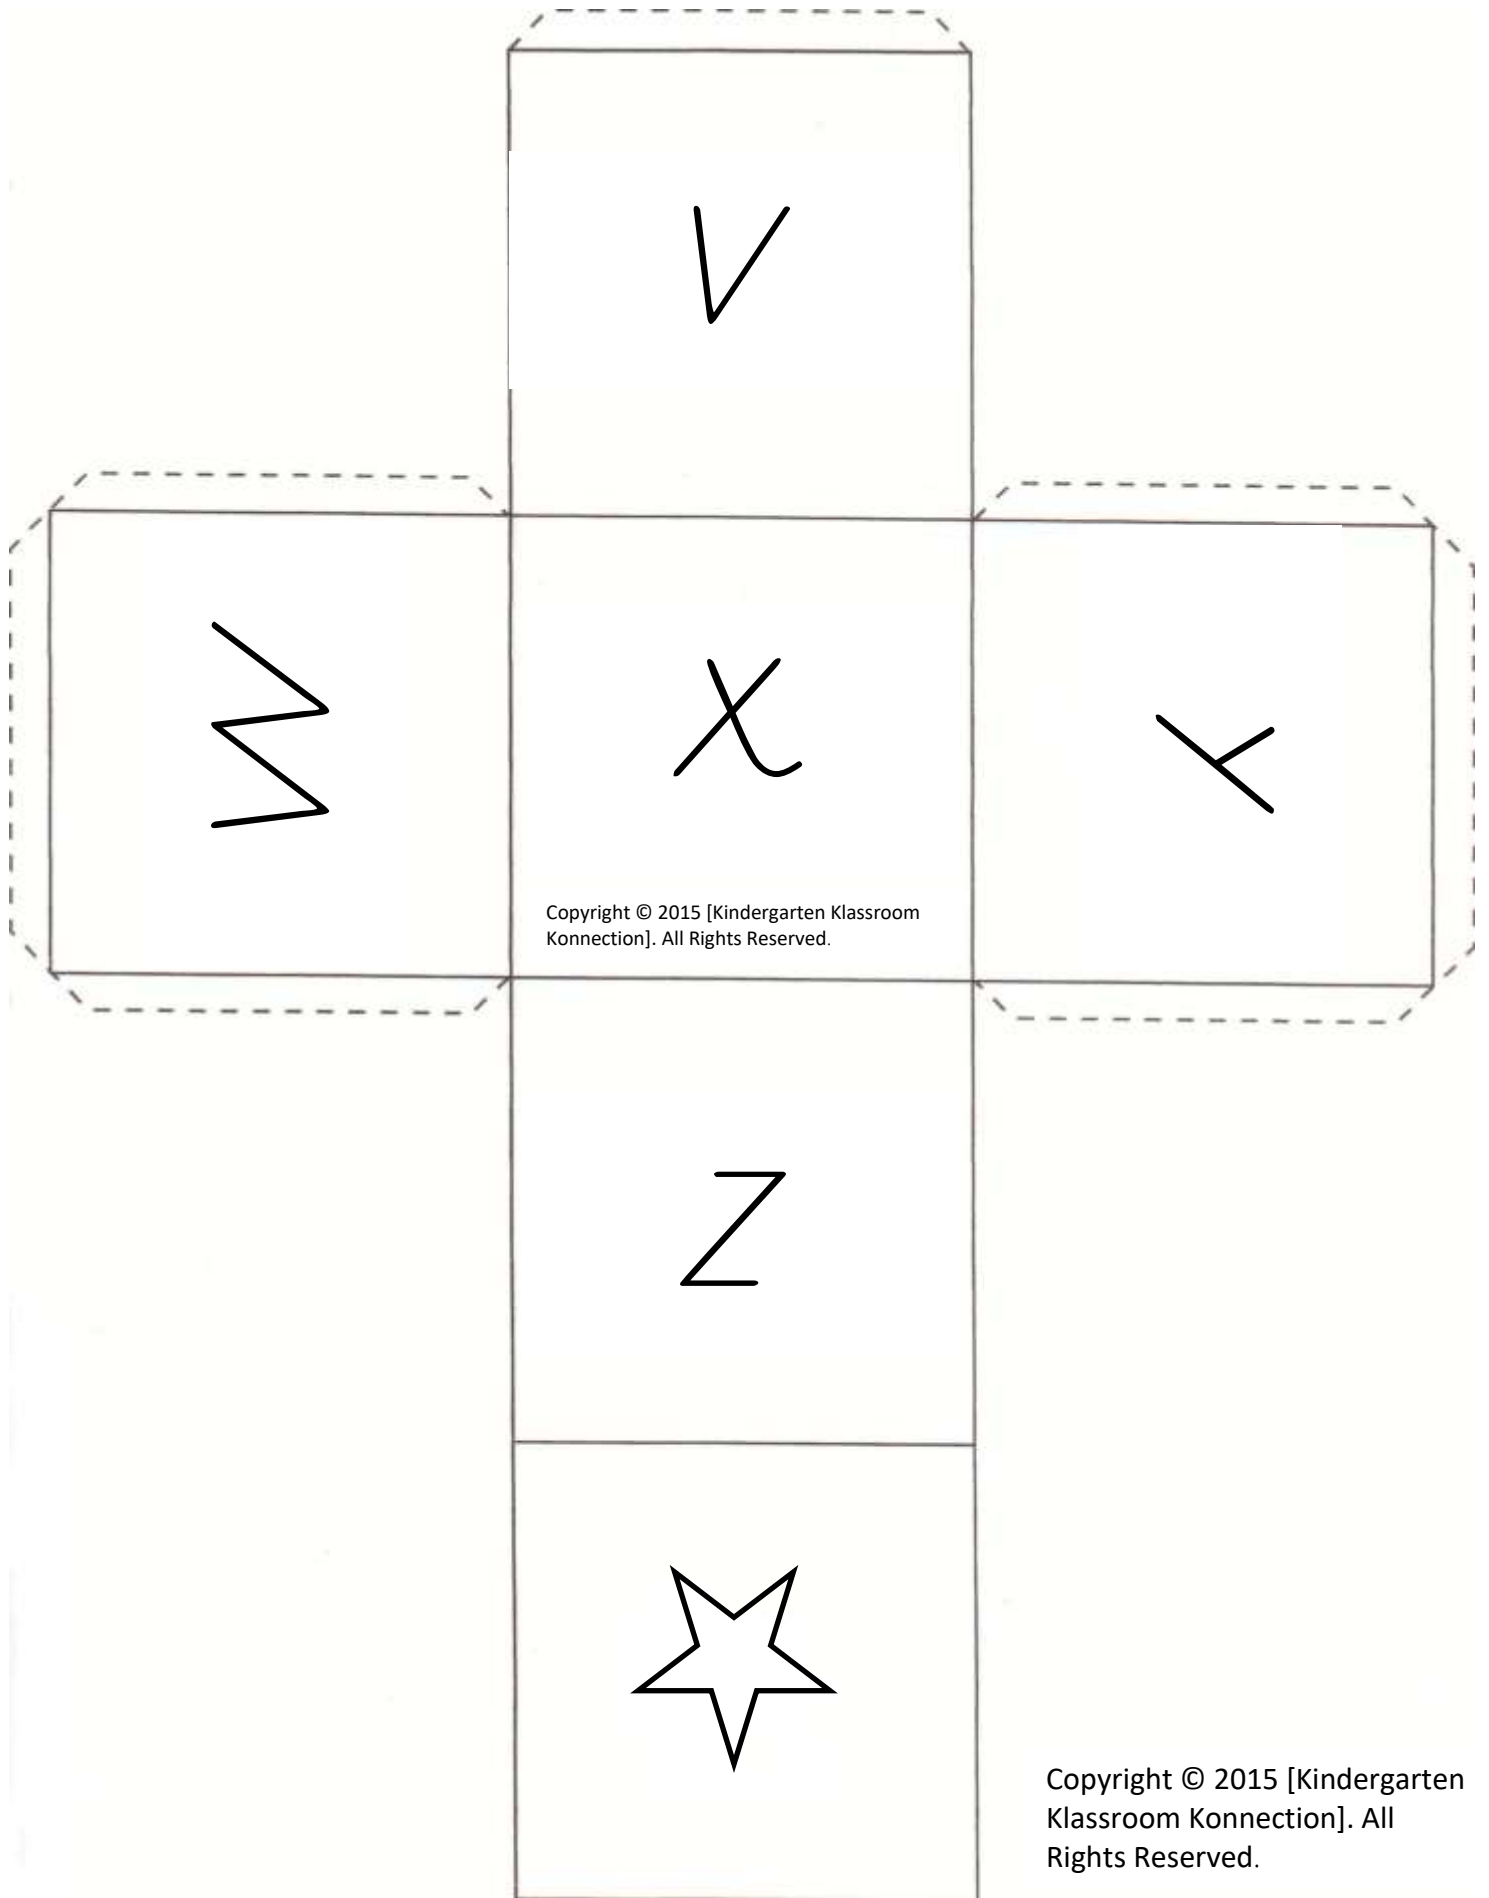 V
W
X
Y
Copyright © 2015 [Kindergarten Klassroom
Konnection]. All Rights Reserved.
Z
Copyright © 2015 [Kindergarten
Klassroom Konnection]. All
Rights Reserved.